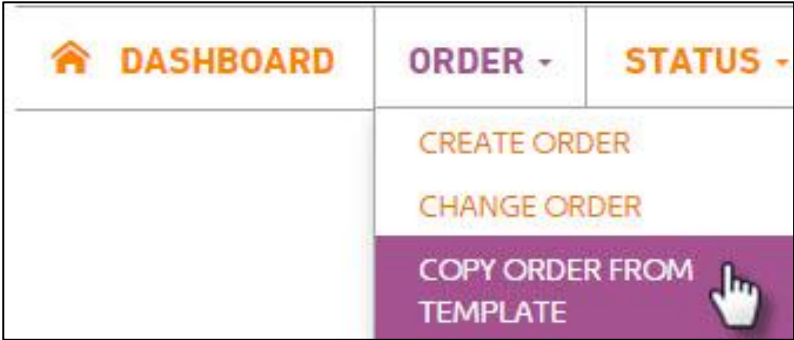 DASHBOARD ORDER - STATUS -
CREATE ORDER
CHANGE ORDER
COPY ORDER FROM
TEMPLATE